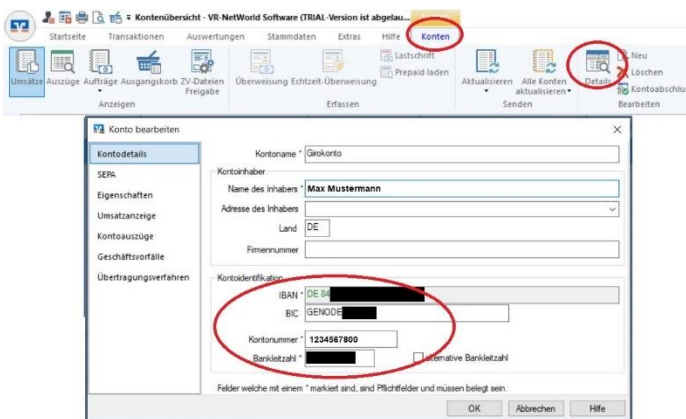 Kontenübersicht - VR-NetWorld Software (TRIAL-Version ist abgelau...
Startseite Transaktionen Auswertungen Stammdaten Extras Hilfe Konten
Umsätze Auszüge Aufträge Ausgangskorb ZV-Dateien Freigabe
Anzeigen
Überweisung Echtzeit-Überweisung
Lastschrift
Prepaid laden
Erfassen
Aktualisieren Alle Konten aktualisieren
Senden
Details
Neu
Löschen
Kontoabschlu
Bearbeiten
Konto bearbeiten
Kontodetails
SEPA
Eigenschaften
Umsatzanzeige
Kontoauszüge
Geschäftsvorfälle
Übertragungsverfahren
Kontoname * Girokonto
Kontoinhaber
Name des Inhabers * Max Mustermann
Adresse des Inhabers
Land DE
Firmennummer
Kontoidentifikation
IBAN * DE 84
BIC GENODE
Kontonummer * 1234567800
Bankleitzahl * alternative Bankleitzahl
Felder welche mit einem * markiert sind, sind Pflichtfelder und müssen belegt sein.
OK Abbrechen Hilfe